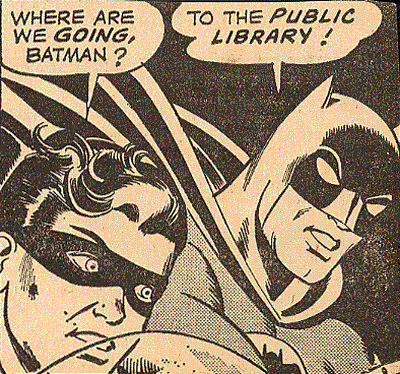 WHERE ARE
WE GOING,
BATMAN?
TO THE PUBLIC
LIBRARY!